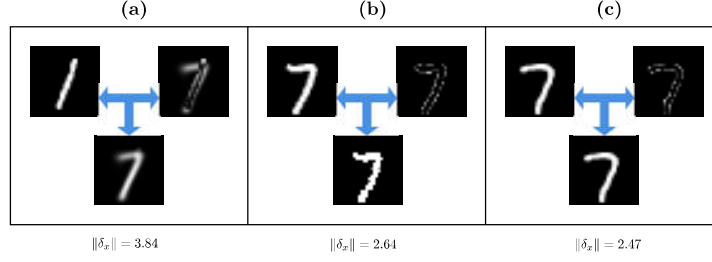 (a) (b) (c)
‖δₓ‖ = 3.84 ‖δₓ‖ = 2.64 ‖δₓ‖ = 2.47